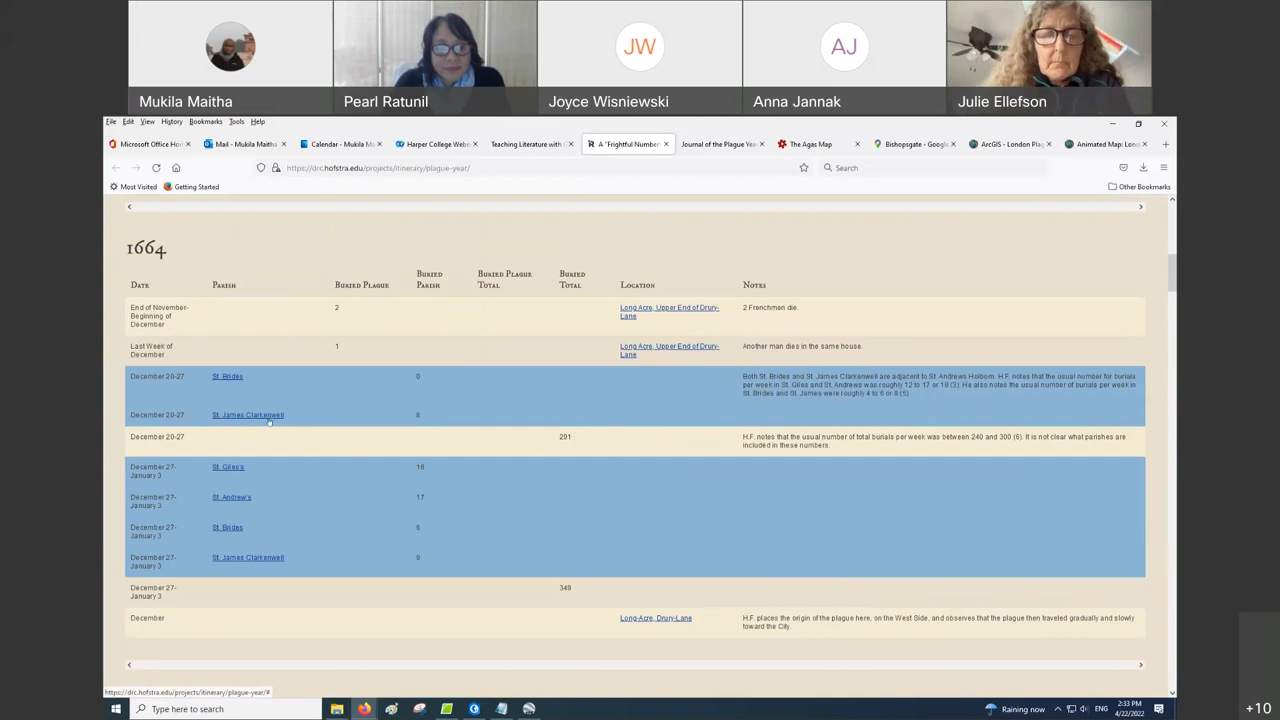 JW
AJ
Mukila Maitha
Pearl Ratunil
Joyce Wisniewski
Anna Jannak
Julie Ellefson
File Edit View History Bookmarks Tools Help
Microsoft Office Hon
Mail - Mukila Maitha
Calendar - Mukila M
Harper College Web
Teaching Literature with
A "Frightful Number
Journal of the Plague Yea
The Agas Map
Bishopsgate - Google
ArcGIS - London Plag
Animated Map: Lond
https://drc.hofstra.edu/projects/itinerary/plague-year/
Search
Most Visited
Getting Started
Other Bookmarks
1664
Date Parish Buried Plague Buried Parish Buried Plague Total Buried Total Location Notes
End of November-Beginning of December 2 Long Acre, Upper End of Drury-Lane 2 Frenchmen die.
Last Week of December 1 Long Acre, Upper End of Drury-Lane Another man dies in the same house.
December 20-27 St. Brides 0 Both St. Brides and St. James Clarkenwell are adjacent to St. Andrews Holborn. H.F. notes that the usual number for burials
per week in St. Giles and St. Andrews was roughly 12 to 17 or 19 (3). He also notes the usual number of burials per week in
St. Brides and St. James were roughly 4 to 6 or 8 (5)
December 20-27 St. James Clarkenwell 8
December 20-27 291 H.F. notes that the usual number of total burials per week was between 240 and 300 (6). It is not clear what parishes are
included in these numbers.
December 27-January 3 St. Giles's 16
December 27-January 3 St. Andrew's 17
December 27-January 3 St. Brides 6
December 27-January 3 St. James Clarkenwell 9
December 27-January 3 349
December Long-Acre, Drury-Lane H.F. places the origin of the plague here, on the West Side, and observes that the plague then traveled gradually and slowly
toward the City.
https://drc.hofstra.edu/projects/itinerary/plague-year/#
Type here to search
Raining now
ENG
2:33 PM
4/22/2022
+10